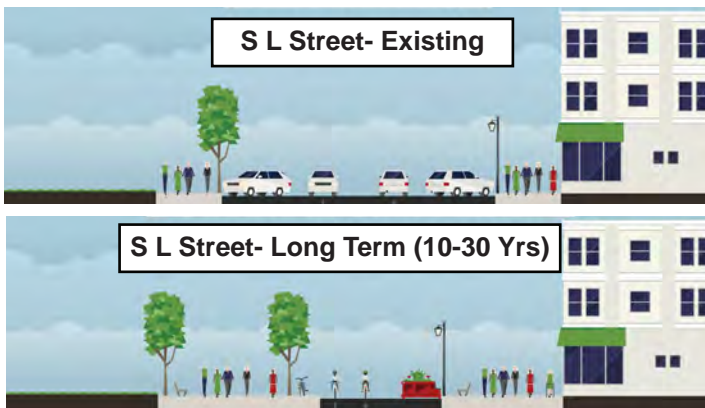 S L Street- Existing
S L Street- Long Term (10-30 Yrs)